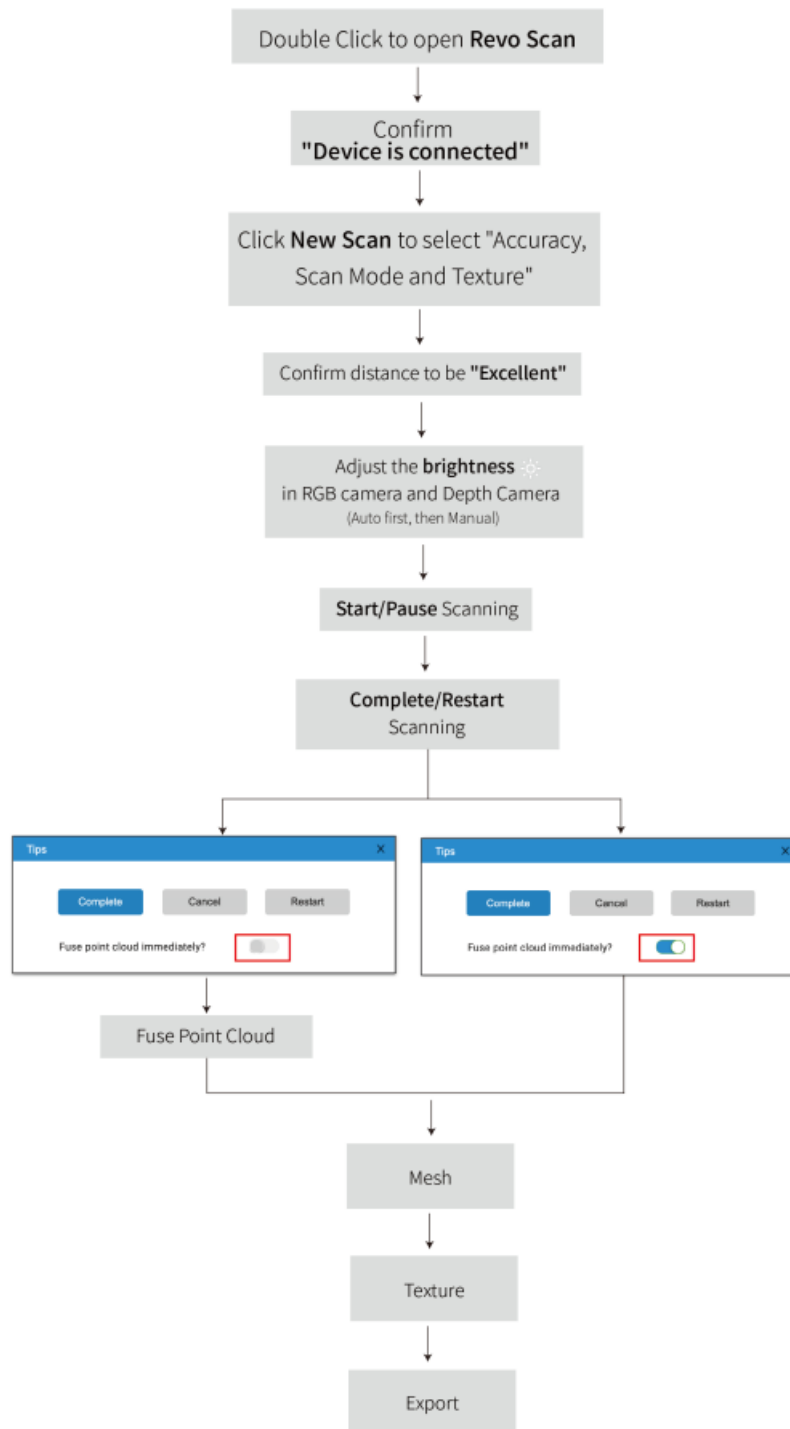 Double Click to open Revo Scan
Confirm
"Device is connected"
Click New Scan to select "Accuracy,
Scan Mode and Texture"
Confirm distance to be "Excellent"
Adjust the brightness
in RGB camera and Depth Camera
(Auto first, then Manual)
Start/Pause Scanning
Complete/Restart
Scanning
Tips
Complete Cancel Restart
Fuse point cloud immediately?
Tips
Complete Cancel Restart
Fuse point cloud immediately?
Fuse Point Cloud
Mesh
Texture
Export